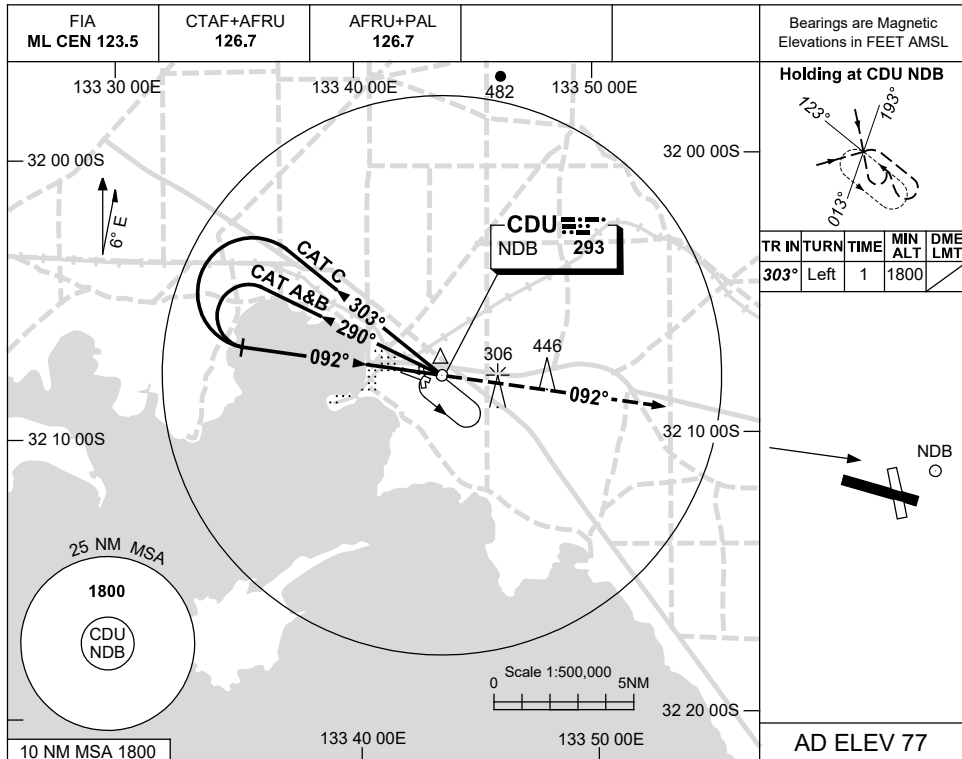 FIA
ML CEN 123.5
CTAF+AFRU
126.7
AFRU+PAL
126.7
Bearings are Magnetic
Elevations in FEET AMSL
133 30 00E
133 40 00E
133 50 00E
482
32 00 00S
32 00 00S
6° E
CDU
NDB 293
CAT C
303°
CAT A&B
290°
092°
306
446
092°
32 10 00S
32 10 00S
25 NM MSA
1800
CDU
NDB
Scale 1:500,000
0
5NM
32 20 00S
133 40 00E
133 50 00E
10 NM MSA 1800
Holding at CDU NDB
123°
193°
013°
TR IN TURN TIME MIN ALT DME LMT
303° Left 1 1800
NDB
AD ELEV 77